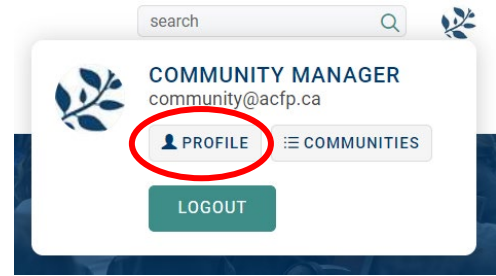 search
COMMUNITY MANAGER
community@acfp.ca
PROFILE COMMUNITIES
LOGOUT